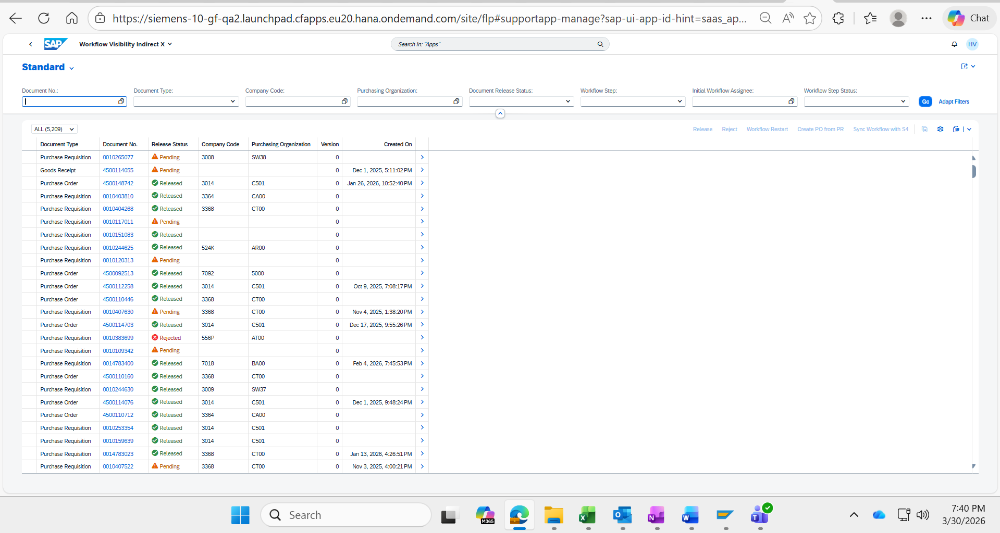 https://siemens-10-gf-qa2.launchpad.cfapps.eu20.hana.ondemand.com/site/flp#supportapp-manage?sap-ui-app-id-hint=saas_ap... Chat
SAP Workflow Visibility Indirect X Search In: "Apps" HV
Standard
Document No.: Document Type: Company Code: Purchasing Organization: Document Release Status: Workflow Step: Initial Workflow Assignee: Workflow Step Status:
Go Adapt Filters
ALL (5,209) Release Reject Workflow Restart Create PO from PR Sync Workflow with S4
Document Type Document No. Release Status Company Code Purchasing Organization Version Created On
Purchase Requisition 0010265077 Pending 3008 SW38 0
Goods Receipt 4500114055 Pending 0 Dec 1, 2025, 5:11:02 PM
Purchase Order 4500148742 Released 3014 C501 0 Jan 26, 2026, 10:52:40 PM
Purchase Requisition 0010403810 Released 3364 CA00 0
Purchase Requisition 0010404268 Released 3368 CT00 0
Purchase Requisition 0010117011 Pending 0
Purchase Requisition 0010151083 Released 0
Purchase Requisition 0010244625 Released 524K AR00 0
Purchase Requisition 0010120313 Pending 0
Purchase Order 4500092513 Released 7092 5000 0
Purchase Order 4500112258 Released 3014 C501 0 Oct 9, 2025, 7:08:17 PM
Purchase Order 4500110446 Released 3368 CT00 0
Purchase Requisition 0010407630 Pending 3368 CT00 0 Nov 4, 2025, 1:38:20 PM
Purchase Order 4500114703 Released 3014 C501 0 Dec 17, 2025, 9:55:26 PM
Purchase Requisition 0010383699 Rejected 556P AT00 0
Purchase Requisition 0010109342 Pending 0
Purchase Requisition 0014783400 Released 7018 BA00 0 Feb 4, 2026, 7:45:53 PM
Purchase Order 4500110160 Released 3368 CT00 0
Purchase Requisition 0010244630 Released 3009 SW37 0
Purchase Order 4500114076 Released 3014 C501 0 Dec 1, 2025, 9:48:24 PM
Purchase Order 4500110712 Released 3364 CA00 0
Purchase Requisition 0010253354 Released 3014 C501 0
Purchase Requisition 0010159639 Released 3014 C501 0
Purchase Requisition 0014783023 Released 3368 CT00 0 Jan 13, 2026, 4:26:51 PM
Purchase Requisition 0010407522 Pending 3368 CT00 0 Nov 3, 2025, 4:00:21 PM
Search M365 7:40 PM
3/30/2026